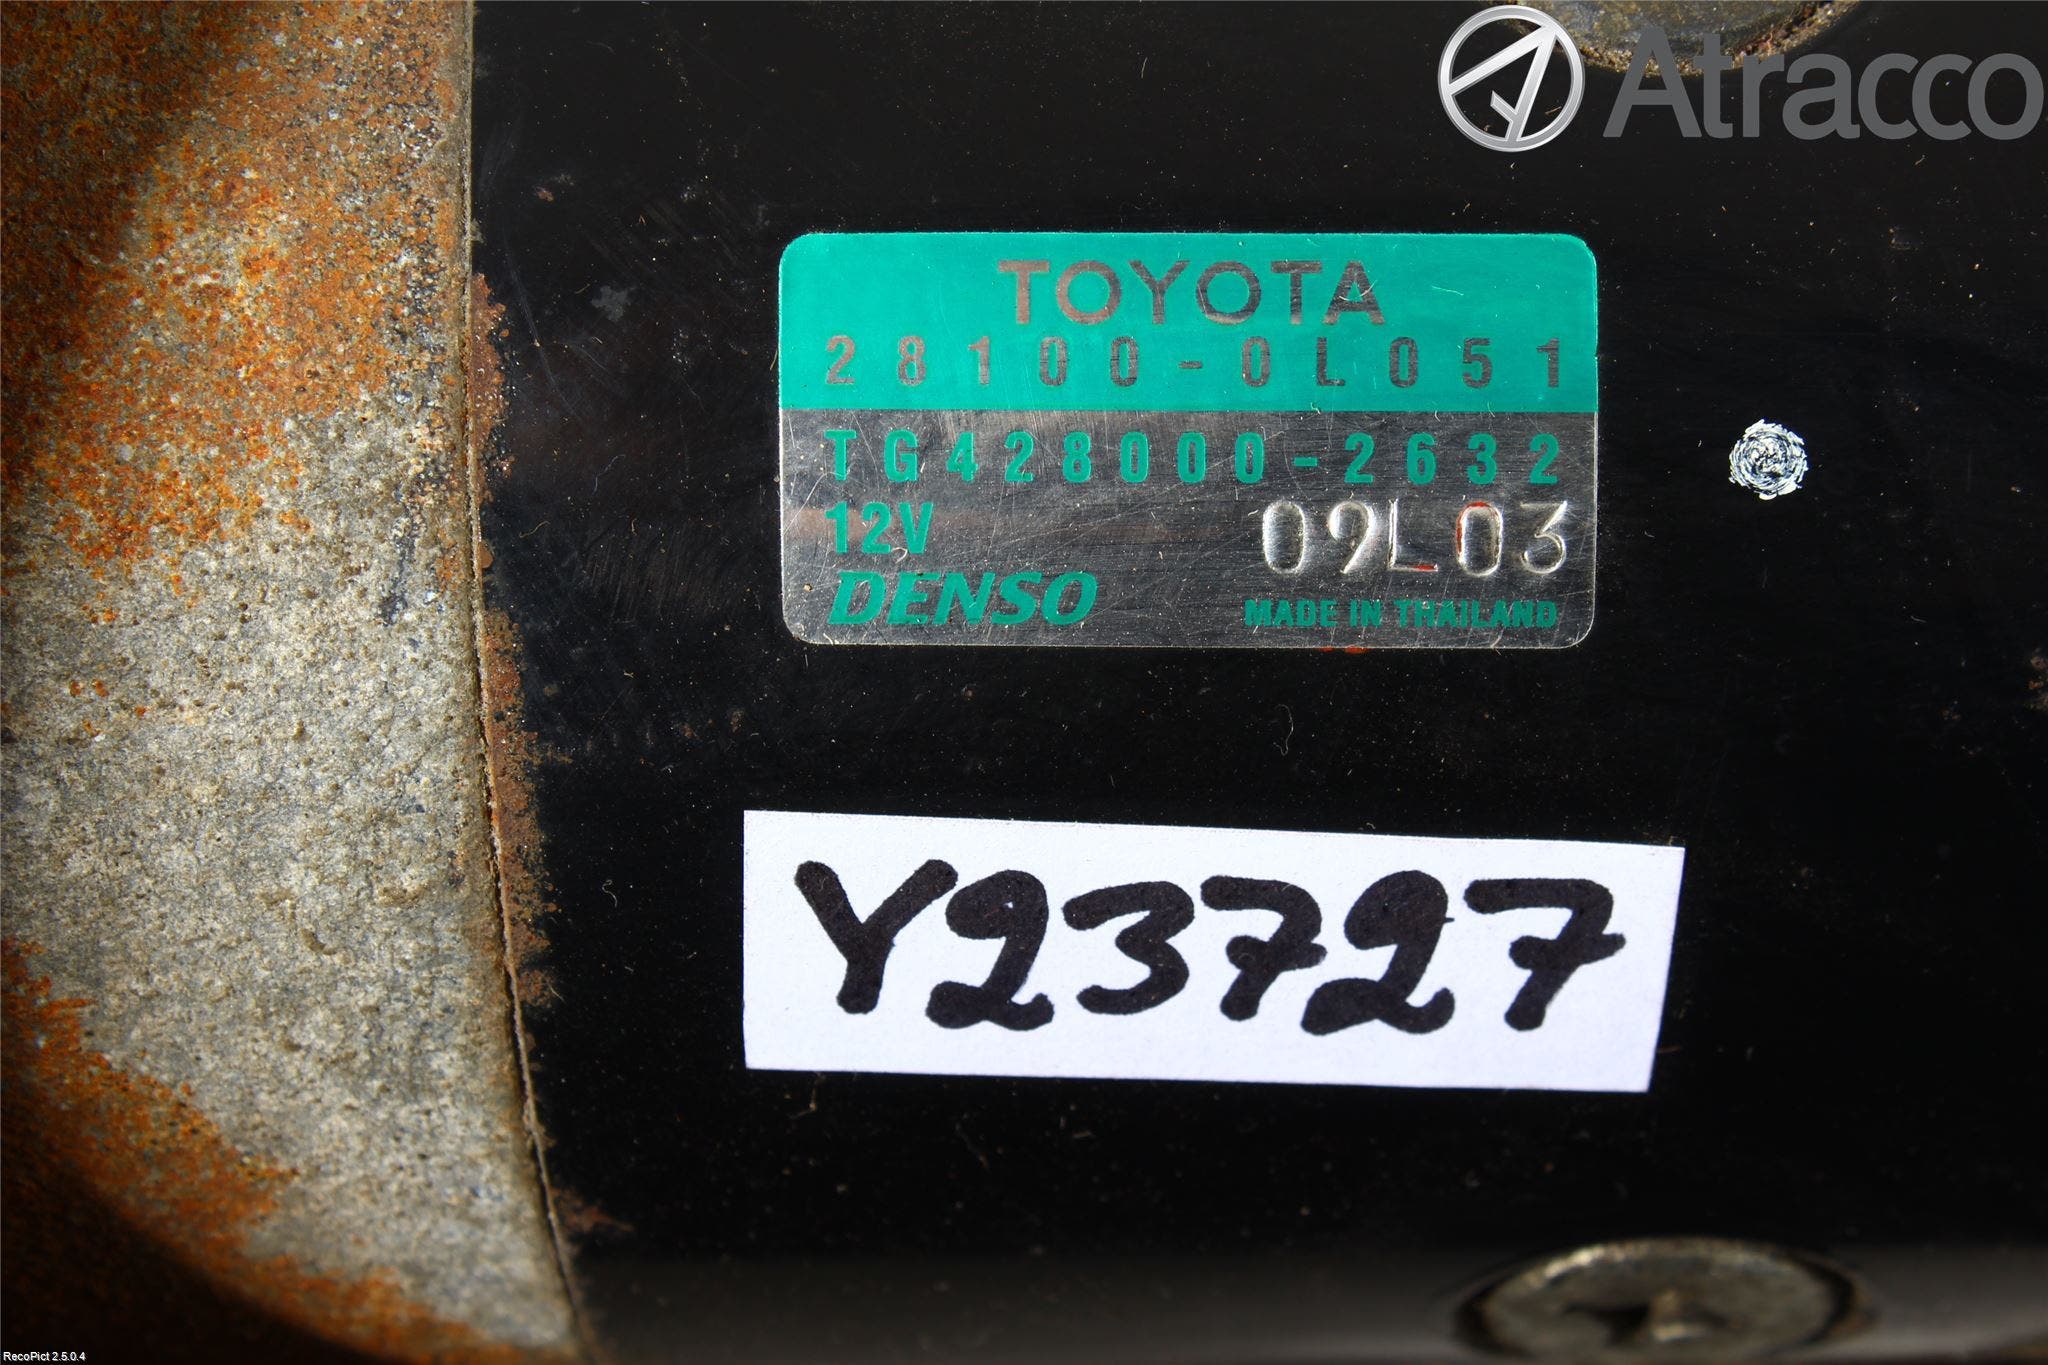 Atracco
TOYOTA
28100-0L051
TG428000-2632
12V 09L03
DENSO MADE IN THAILAND
Y23727
RecoPict 2.5.0.4